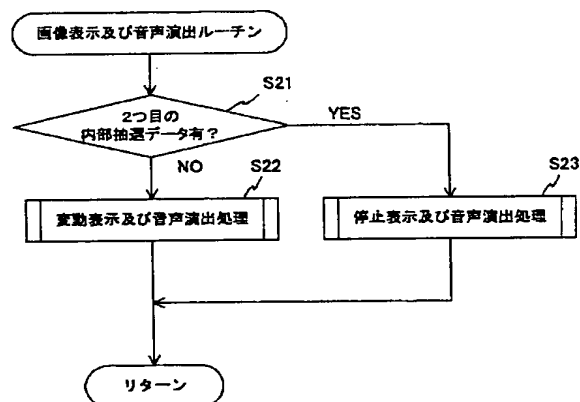 画像表示及び音声演出ルーチン
S21
2つ目の
内部抽選データ有？
YES
NO
S22
S23
変動表示及び音声演出処理
停止表示及び音声演出処理
リターン